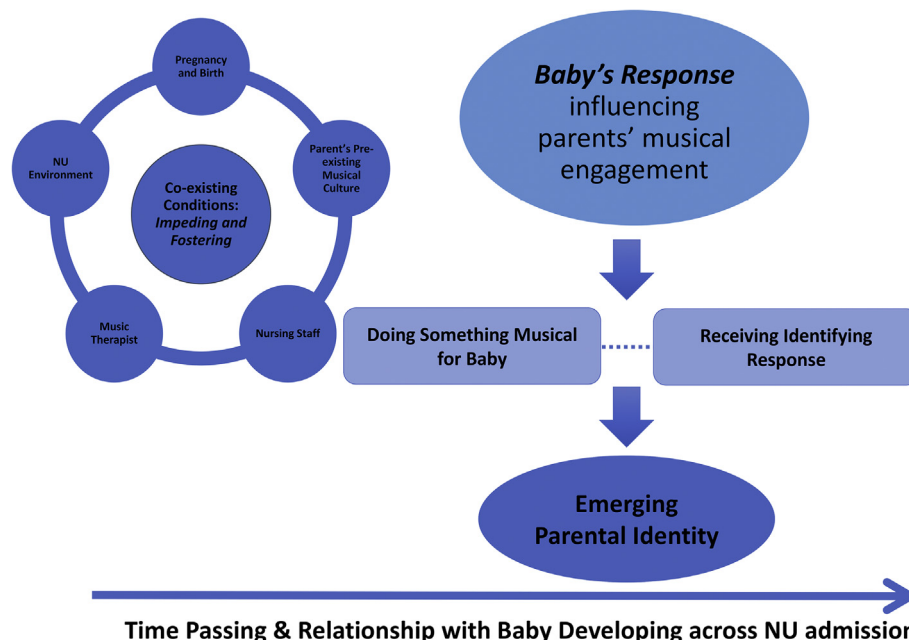 Pregnancy
and Birth
NU
Environment
Parent's Pre-
existing
Musical
Culture
Co-existing
Conditions:
Impeding and
Fostering
Music
Therapist
Nursing Staff
Baby's Response
influencing
parents' musical
engagement
Doing Something Musical
for Baby
Receiving Identifying
Response
Emerging
Parental Identity
Time Passing & Relationship with Baby Developing across NU admission